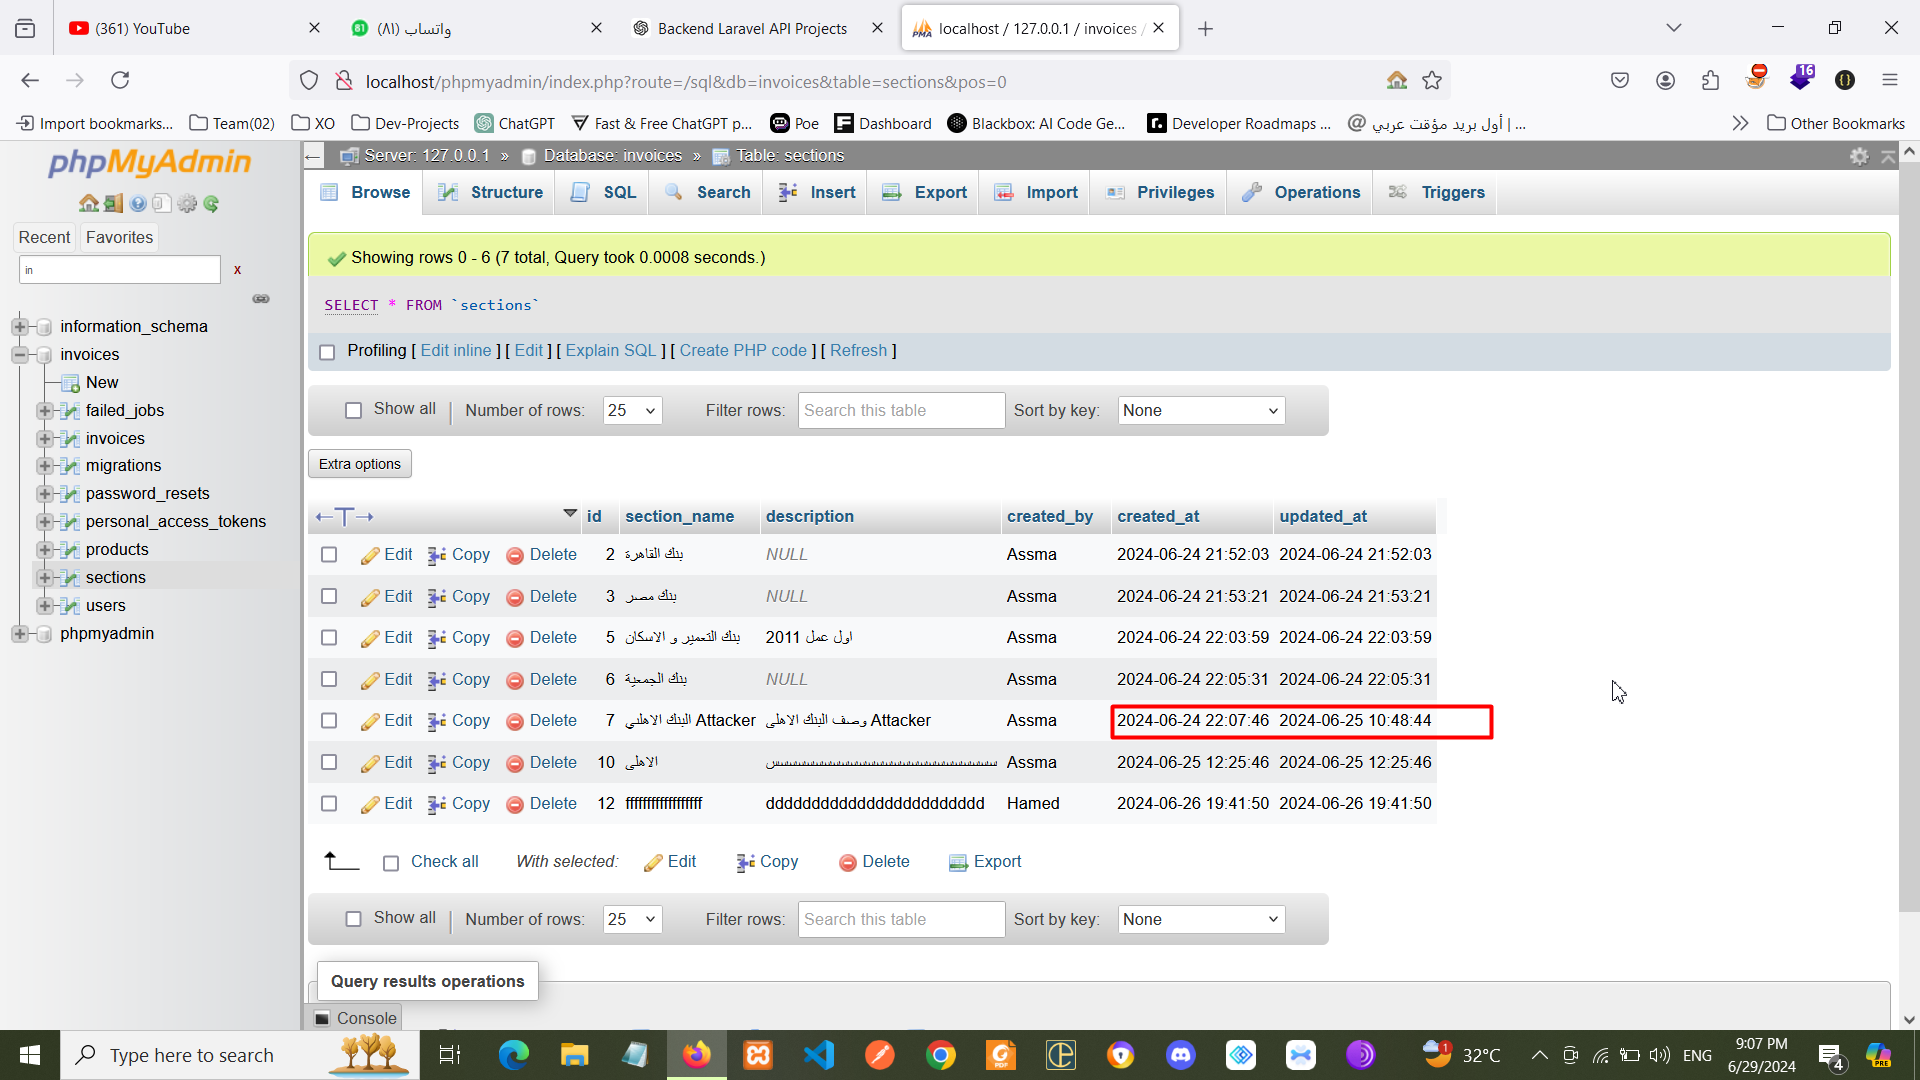 (361) YouTube
واتساب (٨١)
Backend Laravel API Projects
localhost / 127.0.0.1 / invoices /
localhost/phpmyadmin/index.php?route=/sql&db=invoices&table=sections&pos=0
16
Import bookmarks...
Team(02)
XO
Dev-Projects
ChatGPT
Fast & Free ChatGPT p...
Poe
Dashboard
Blackbox: AI Code Ge...
Developer Roadmaps ...
أول بريد مؤقت عربي | ...
Other Bookmarks
phpMyAdmin
Recent Favorites
in
x
information_schema
invoices
New
failed_jobs
invoices
migrations
password_resets
personal_access_tokens
products
sections
users
phpmyadmin
Server: 127.0.0.1 » Database: invoices » Table: sections
Browse Structure SQL Search Insert Export Import Privileges Operations Triggers
Showing rows 0 - 6 (7 total, Query took 0.0008 seconds.)
SELECT * FROM `sections`
Profiling [ Edit inline ] [ Edit ] [ Explain SQL ] [ Create PHP code ] [ Refresh ]
Show all Number of rows: 25 Filter rows: Search this table Sort by key: None
Extra options
id section_name description created_by created_at updated_at
Edit Copy Delete 2 بنك القاهرة NULL Assma 2024-06-24 21:52:03 2024-06-24 21:52:03
Edit Copy Delete 3 بنك مصر NULL Assma 2024-06-24 21:53:21 2024-06-24 21:53:21
Edit Copy Delete 5 بنك التعمير و الاسكان اول عمل 2011 Assma 2024-06-24 22:03:59 2024-06-24 22:03:59
Edit Copy Delete 6 بنك الجمعية NULL Assma 2024-06-24 22:05:31 2024-06-24 22:05:31
Edit Copy Delete 7 البنك الاهلني Attacker وصف البنك الاهلى Attacker Assma 2024-06-24 22:07:46 2024-06-25 10:48:44
Edit Copy Delete 10 الاهلى Assma 2024-06-25 12:25:46 2024-06-25 12:25:46
Edit Copy Delete 12 ffffffffffffffffff dddddddddddddddddddddddd Hamed 2024-06-26 19:41:50 2024-06-26 19:41:50
Check all With selected: Edit Copy Delete Export
Show all Number of rows: 25 Filter rows: Search this table Sort by key: None
Query results operations
Console
Type here to search
1
32°C
ENG
9:07 PM
6/29/2024
4